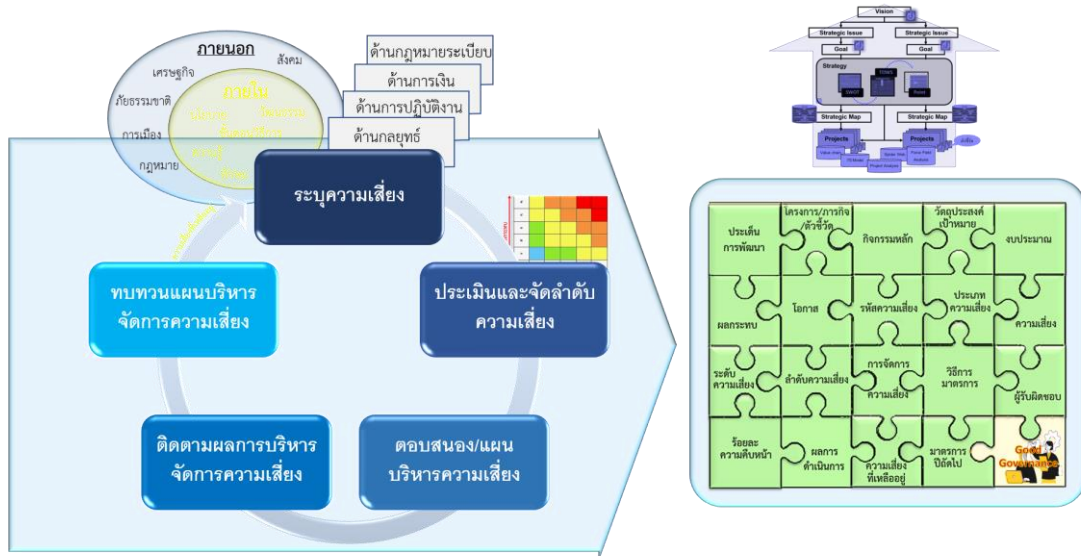 ภายนอก
สังคม
เศรษฐกิจ
ภัยธรรมชาติ
การเมือง
กฎหมาย
ภายใน
ด้านกฎหมายระเบียบ
ด้านการเงิน
ด้านการปฏิบัติงาน
ด้านกลยุทธ์
ระบุความเสี่ยง
ประเมินและจัดลำดับ
ความเสี่ยง
ตอบสนอง/แผน
บริหารความเสี่ยง
ติดตามผลการบริหาร
จัดการความเสี่ยง
ทบทวนแผนบริหาร
จัดการความเสี่ยง
Vision
Strategic Issue
Strategic Issue
Goal
Goal
Strategy
TOWS
SWOT
Strategic Map
Strategic Map
Projects
Projects
ประเด็น
การพัฒนา
โครงการ/ภารกิจ
/ตัวชี้วัด
กิจกรรมหลัก
วัตถุประสงค์
เป้าหมาย
งบประมาณ
ผลกระทบ
โอกาส
รหัสความเสี่ยง
ประเภท
ความเสี่ยง
ความเสี่ยง
ระดับ
ความเสี่ยง
ลำดับความเสี่ยง
การจัดการ
ความเสี่ยง
วิธีการ
มาตรการ
ผู้รับผิดชอบ
ร้อยละ
ความคืบหน้า
ผลการ
ดำเนินการ
ความเสี่ยง
ที่เหลืออยู่
มาตรการ
ปีถัดไป
Good
Governance